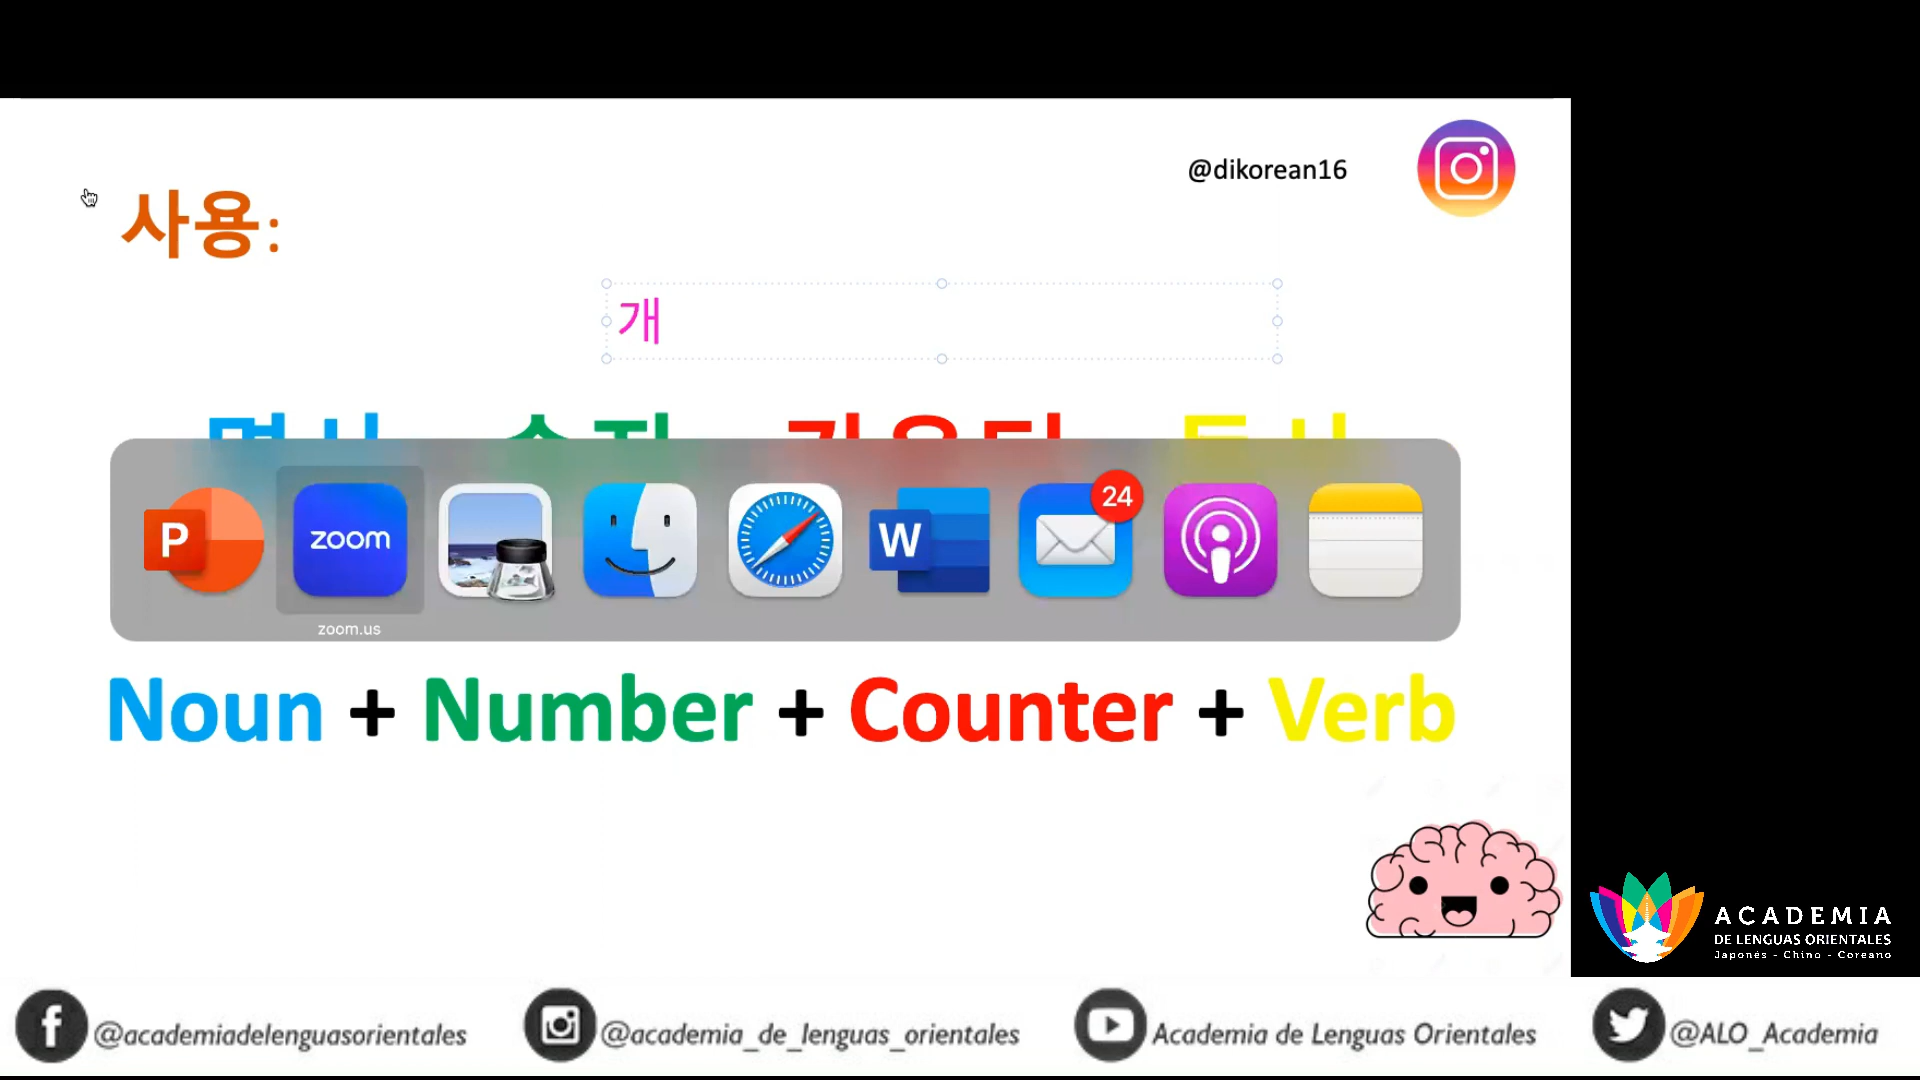 @dikorean16
사용:
개
P
zoom
W
24
zoom.us
Noun + Number + Counter + Verb
ACADEMIA
DE LENGUAS ORIENTALES
Japonés - Chino - Coreano
@academiadelenguasorientales
@academia_de_lenguas_orientales
Academia de Lenguas Orientales
@ALO_Academia